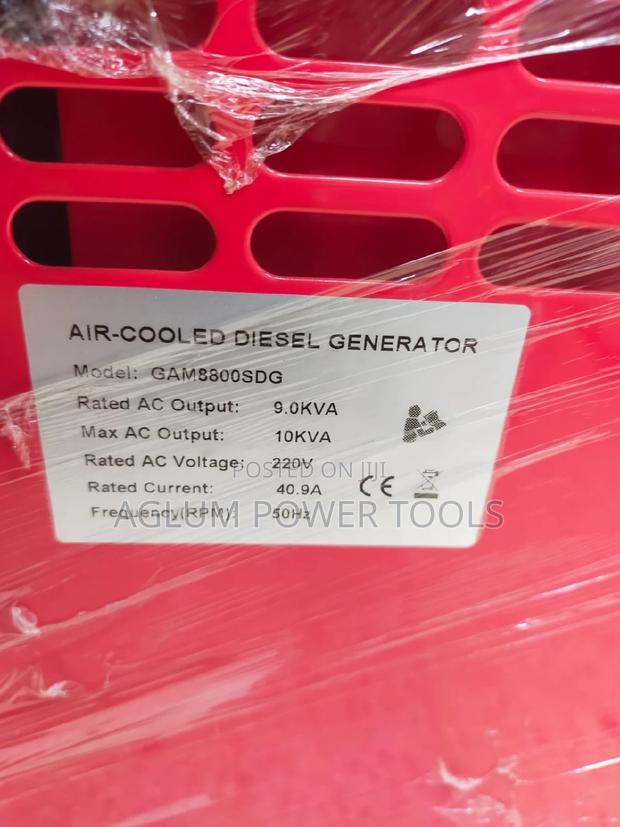 AIR-COOLED DIESEL GENERATOR
Model: GAM8800SDG
Rated AC Output: 9.0KVA
Max AC Output: 10KVA
Rated AC Voltage: 220V
POSTED ON JIJI
Rated Current: 40.9A
CE
Frequency(RPM): 50Hz
AGLUM POWER TOOLS